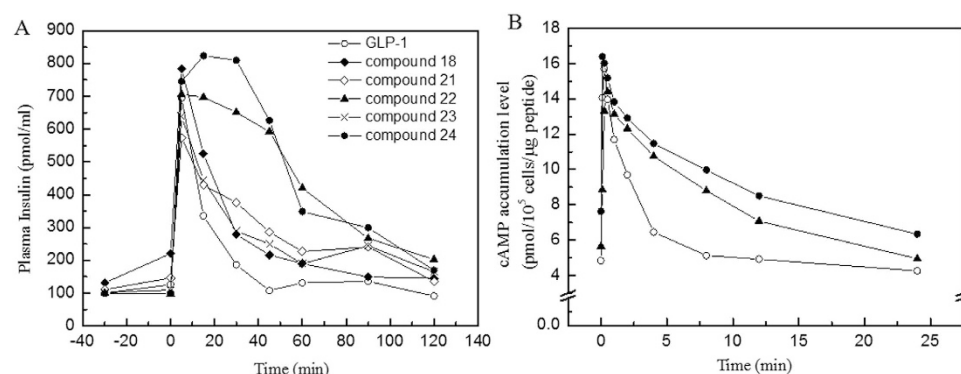 A
Plasma Insulin (pmol/ml)
900
800
700
600
500
400
300
200
100
0
-40 -20 0 20 40 60 80 100 120 140
Time (min)
GLP-1
compound 18
compound 21
compound 22
compound 23
compound 24
B
cAMP accumulation level
(pmol/10⁵ cells/μg peptide)
18
16
14
12
10
8
6
4
0.0
0 5 10 15 20 25
Time (min)